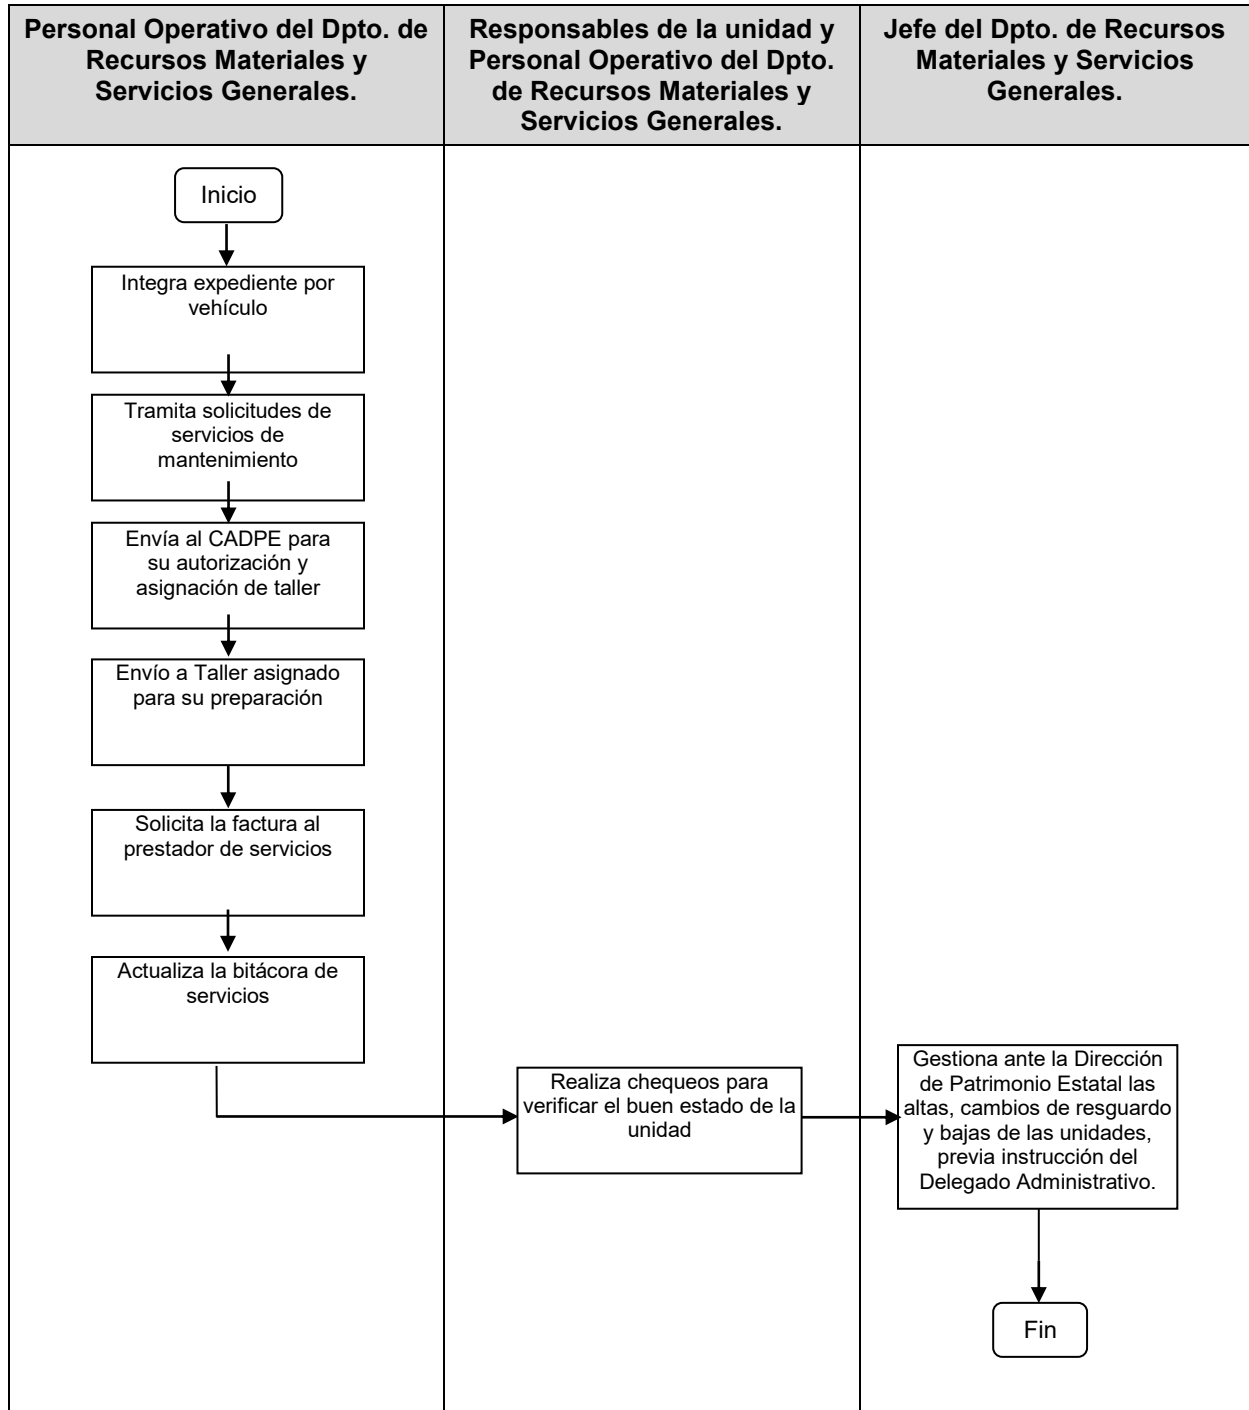 Personal Operativo del Dpto. de
Recursos Materiales y
Servicios Generales.
Responsables de la unidad y
Personal Operativo del Dpto.
de Recursos Materiales y
Servicios Generales.
Jefe del Dpto. de Recursos
Materiales y Servicios
Generales.
Inicio
Integra expediente por
vehículo
Tramita solicitudes de
servicios de
mantenimiento
Envía al CADPE para
su autorización y
asignación de taller
Envío a Taller asignado
para su preparación
Solicita la factura al
prestador de servicios
Actualiza la bitácora de
servicios
Realiza chequeos para
verificar el buen estado de la
unidad
Gestiona ante la Dirección
de Patrimonio Estatal las
altas, cambios de resguardo
y bajas de las unidades,
previa instrucción del
Delegado Administrativo.
Fin